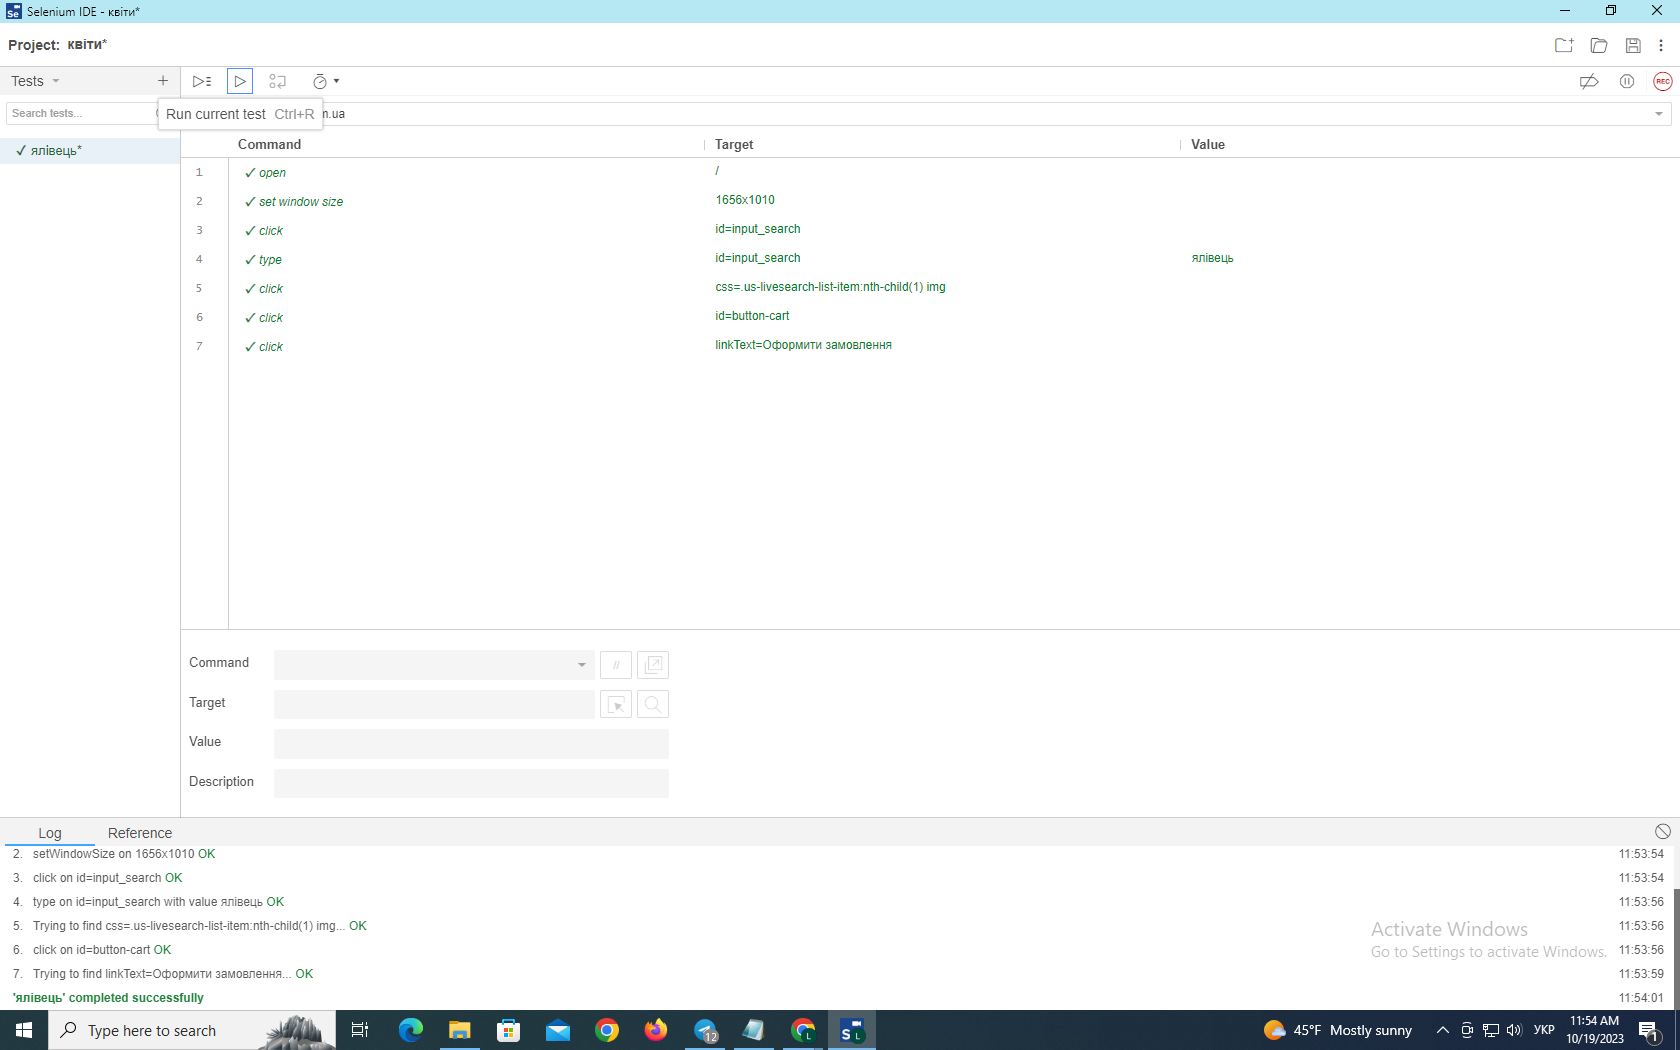 Selenium IDE - квіти*
Project: квіти*
Tests
Search tests...
Run current test Ctrl+R
n.ua
REC
✓ ялівець*
Command Target Value
1 ✓ open /
2 ✓ set window size 1656x1010
3 ✓ click id=input_search
4 ✓ type id=input_search ялівець
5 ✓ click css=.us-livesearch-list-item:nth-child(1) img
6 ✓ click id=button-cart
7 ✓ click linkText=Оформити замовлення
Command
//
Target
Value
Description
Log Reference
2. setWindowSize on 1656x1010 OK 11:53:54
3. click on id=input_search OK 11:53:54
4. type on id=input_search with value ялівець OK 11:53:56
5. Trying to find css=.us-livesearch-list-item:nth-child(1) img... OK 11:53:56
6. click on id=button-cart OK 11:53:56
7. Trying to find linkText=Оформити замовлення... OK 11:53:59
'ялівець' completed successfully 11:54:01
Activate Windows
Go to Settings to activate Windows.
Type here to search
12
L
S L
45°F Mostly sunny
УКР
11:54 AM
10/19/2023
1